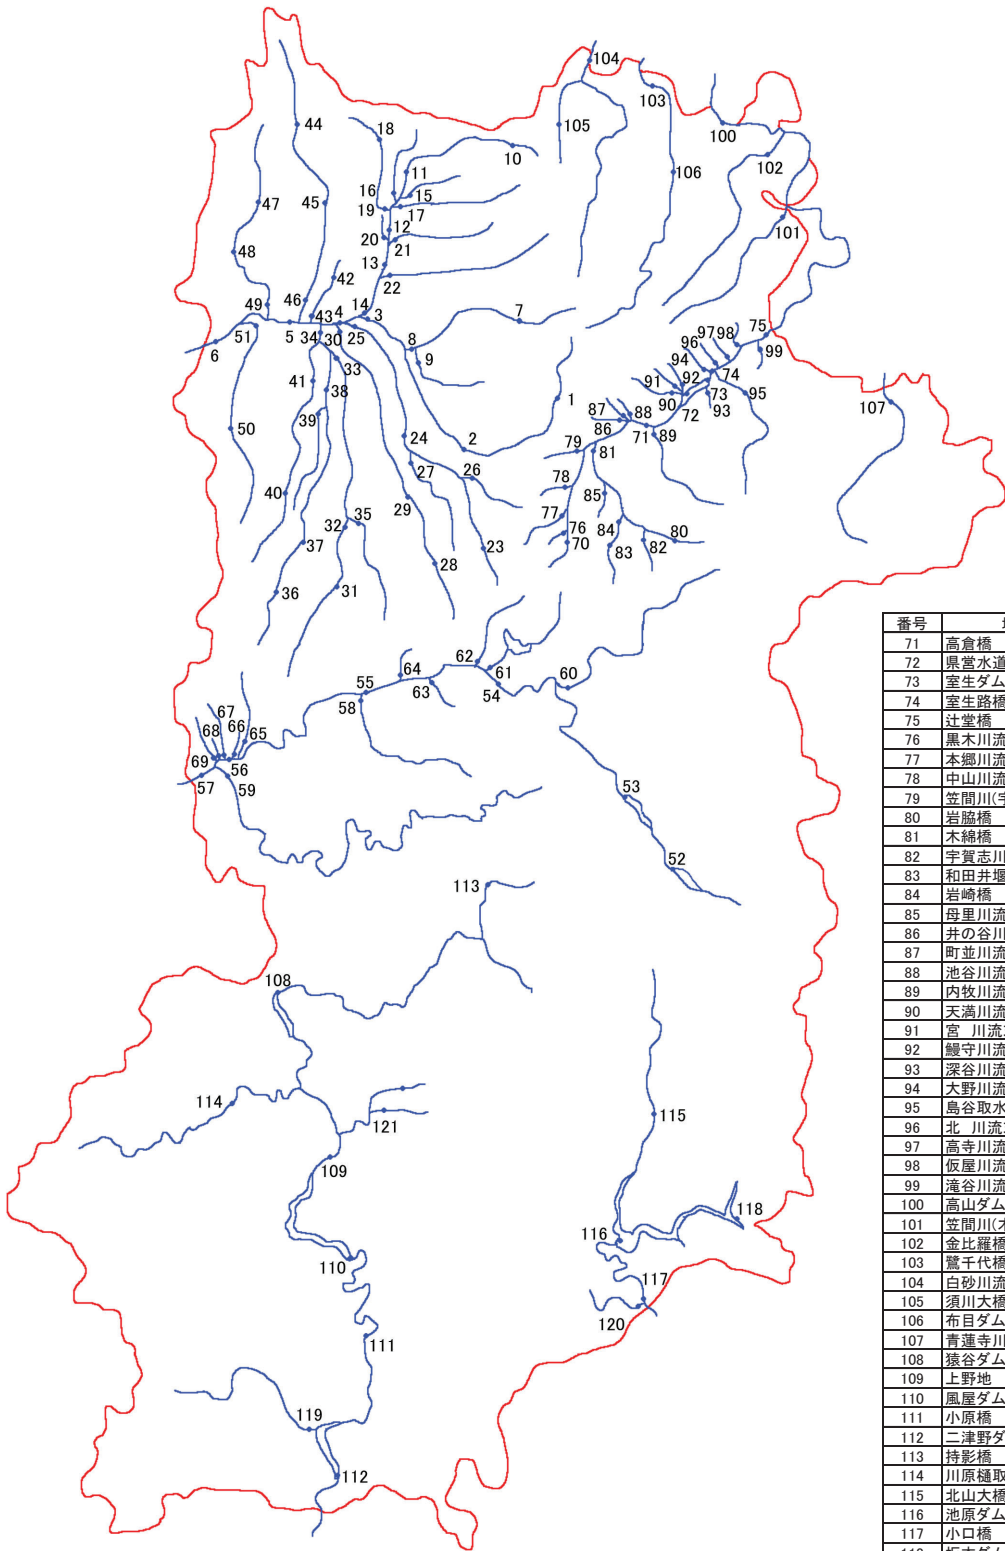 104
103
44
18
105
100
10
102
11
106
16
15
47
45
19
17
12
101
20
21
48
13
42
22
46
49
14
7
43
4
3
5
34
30
25
51
6
8
33
9
97
98
75
96
94
74
99
41
38
91
92
90
73
95
93
72
107
1
39
87
88
86
71
89
50
24
2
79
81
27
26
78
85
40
29
35
32
77
84
76
80
37
70
83
82
23
28
36
31
62
64
61
60
55
63
54
58
67
66
65
68
69
56
57
59
53
52
113
108
114
121
115
109
118
116
110
117
120
111
119
112
番号
71 高倉橋
72 県営水道
73 室生ダム
74 室生路橋
75 辻堂橋
76 黒木川流
77 本郷川流
78 中山川流
79 笠間川(
80 岩脇橋
81 木綿橋
82 宇賀志川
83 和田井堰
84 岩崎橋
85 母里川流
86 井の谷川
87 町並川流
88 池谷川流
89 内牧川流
90 天満川流
91 宮 川流
92 鰻守川流
93 深谷川流
94 大野川流
95 島谷取水
96 北 川流
97 高寺川流
98 仮屋川流
99 滝谷川流
100 高山ダム
101 笠間川(
102 金比羅橋
103 鷺千代橋
104 白砂川流
105 須川大橋
106 布目ダム
107 青蓮寺川
108 猿谷ダム
109 上野地
110 風屋ダム
111 小原橋
112 二津野ダ
113 持影橋
114 川原樋取
115 北山大橋
116 池原ダム
117 小口橋